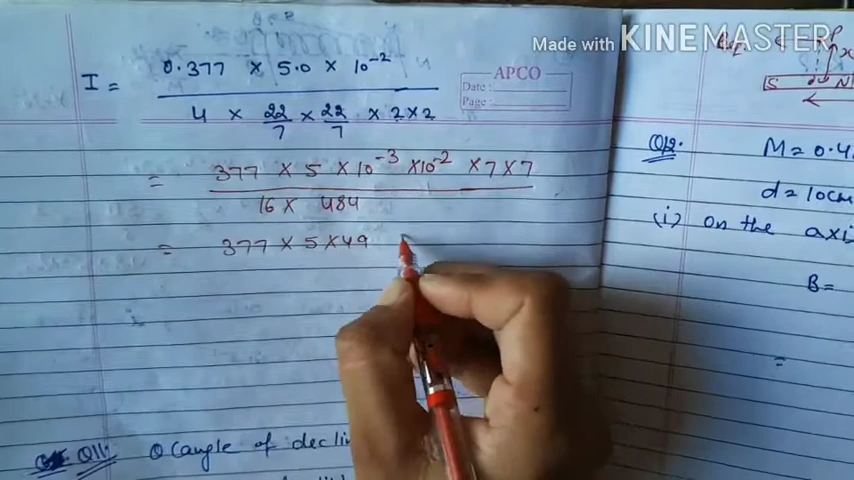 Made with KINEMASTER
I = 0.377 x 5.0 x 10⁻²
4 x 22/7 x 22/7 x 2 x 2
APCO
Date :
Page :
= 377 x 5 x 10⁻³ x 10⁻² x 7 x 7
16 x 484
= 377 x 5 x 49
Q11. θ (angle of decli
Beq
P
S N
Q12. M = 0.4
d = 10cm
(i) On the axi
B =